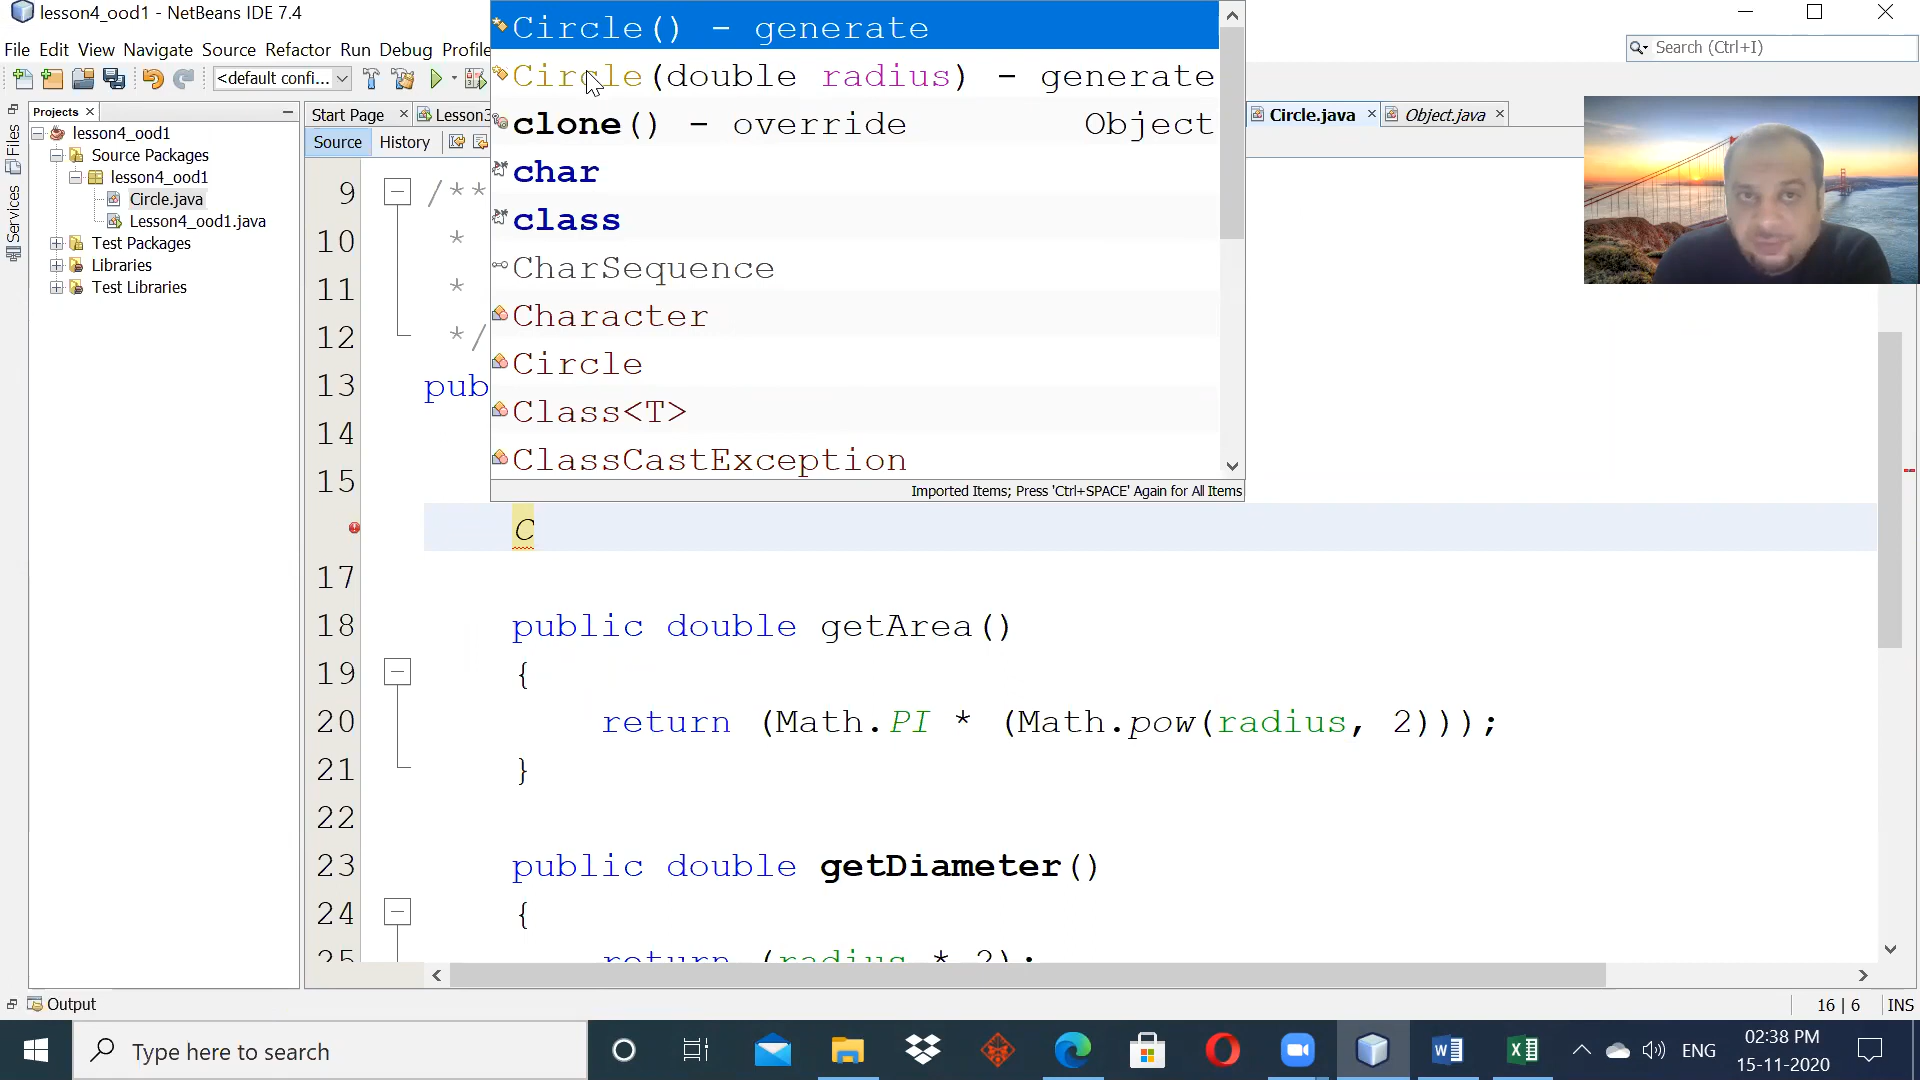 lesson4_ood1 - NetBeans IDE 7.4
File Edit View Navigate Source Refactor Run Debug Profile
Search (Ctrl+I)
<default confi...
Projects
Start Page
Lesson3
Circle.java
Object.java
Source
History
Files
Services
lesson4_ood1
Source Packages
lesson4_ood1
Circle.java
Lesson4_ood1.java
Test Packages
Libraries
Test Libraries
Circle() - generate
Circle(double radius) - generate
clone() - override Object
char
class
CharSequence
Character
Circle
Class<T>
ClassCastException
Imported Items; Press 'Ctrl+SPACE' Again for All Items
9 /**
10 *
11 *
12 */
13 pub
14
15
C
17
18 public double getArea()
19 {
20 return (Math.PI * (Math.pow(radius, 2)));
21 }
22
23 public double getDiameter()
24 {
25 return (radius * 2);
Output
16 | 6 INS
Type here to search
ENG
02:38 PM
15-11-2020